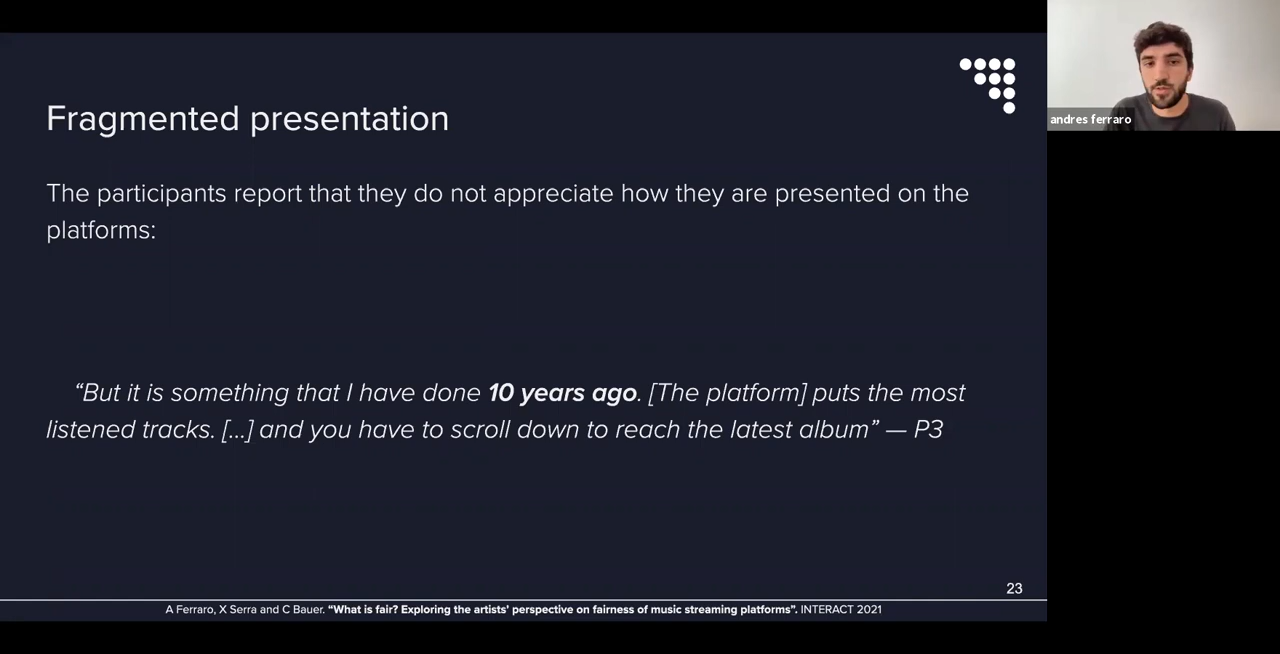 Fragmented presentation
The participants report that they do not appreciate how they are presented on the
platforms:
“But it is something that I have done 10 years ago. [The platform] puts the most
listened tracks. [...] and you have to scroll down to reach the latest album” — P3
23
A Ferraro, X Serra and C Bauer. “What is fair? Exploring the artists’ perspective on fairness of music streaming platforms”. INTERACT 2021
andres ferraro